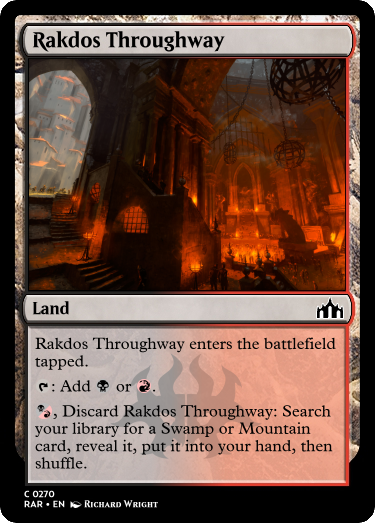 Rakdos Throughway
Land
Rakdos Throughway enters the battlefield
tapped.
: Add or .
, Discard Rakdos Throughway: Search
your library for a Swamp or Mountain
card, reveal it, put it into your hand, then
shuffle.
C 0270
RAR • EN Richard Wright